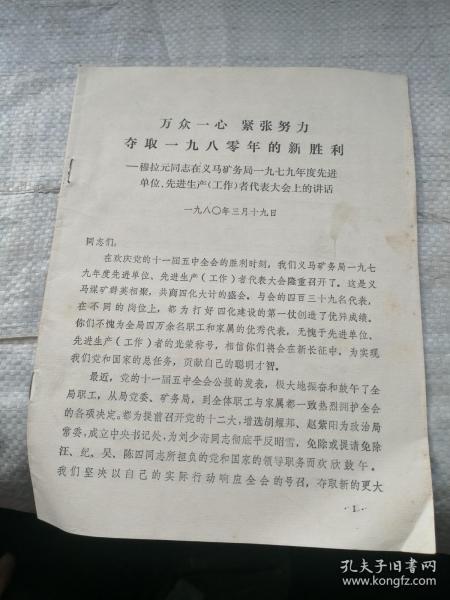 万众一心 紧张努力
夺取一九八零年的新胜利
—穆拉元同志在义马矿务局一九七九年度先进
单位、先进生产(工作)者代表大会上的讲话
一九八〇年三月十九日
同志们:
在欢庆党的十一届五中全会的胜利时刻,我们义马矿务局一九七
九年度先进单位、先进生产(工作)者代表大会隆重召开了。这是义
马煤矿群英相聚,共商四化大计的盛会。与会的四百三十九名代表,
在不同的岗位上,都为打好四化建设的第一仗创造了优异成绩。
你们不愧为全局四万余名职工和家属的优秀代表,无愧于先进单位、
先进生产(工作)者的光荣称号,相信你们将会在新长征中,为实现
我们党和国家的总任务,贡献自己的聪明才智。
最近,党的十一届五中全会公报的发表,极大地振奋和鼓午了全
局职工,从局党委、矿务局,到全体职工与家属都一致热烈拥护全会
的各项决定。都为提前召开党的十二大,增选胡耀邦、赵紫阳为政治局
常委,成立中央书记处,为刘少奇同志彻底平反昭雪,免除或提请免除
汪、纪、吴、陈四同志所担负的党和国家的领导职务而欢欣鼓午。
我们坚决以自己的实际行动响应全会的号召,夺取新的更大
·1·
孔夫子旧书网
www.kongfz.com